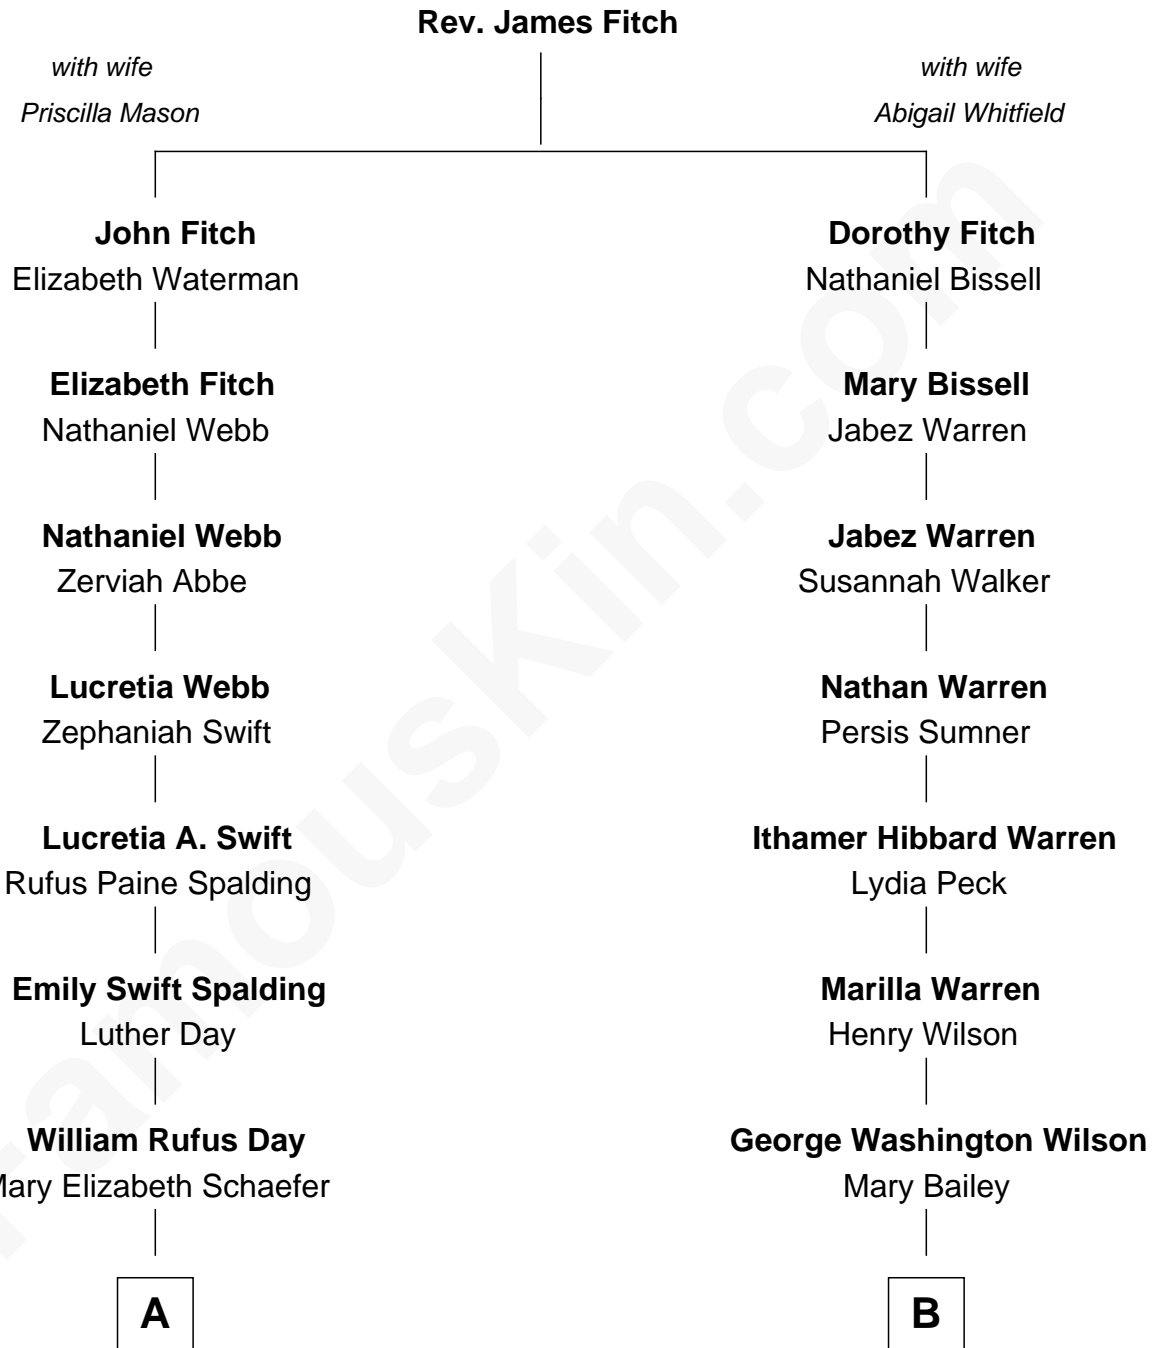 Rev. James Fitch
with wife
Priscilla Mason
with wife
Abigail Whitfield
John Fitch
Elizabeth Waterman
Dorothy Fitch
Nathaniel Bissell
Elizabeth Fitch
Nathaniel Webb
Mary Bissell
Jabez Warren
Nathaniel Webb
Zerviah Abbe
Jabez Warren
Susannah Walker
Lucretia Webb
Zephaniah Swift
Nathan Warren
Persis Sumner
Lucretia A. Swift
Rufus Paine Spalding
Ithamer Hibbard Warren
Lydia Peck
Emily Swift Spalding
Luther Day
Marilla Warren
Henry Wilson
William Rufus Day
Mary Elizabeth Schaefer
George Washington Wilson
Mary Bailey
A
B
FamousKin.com